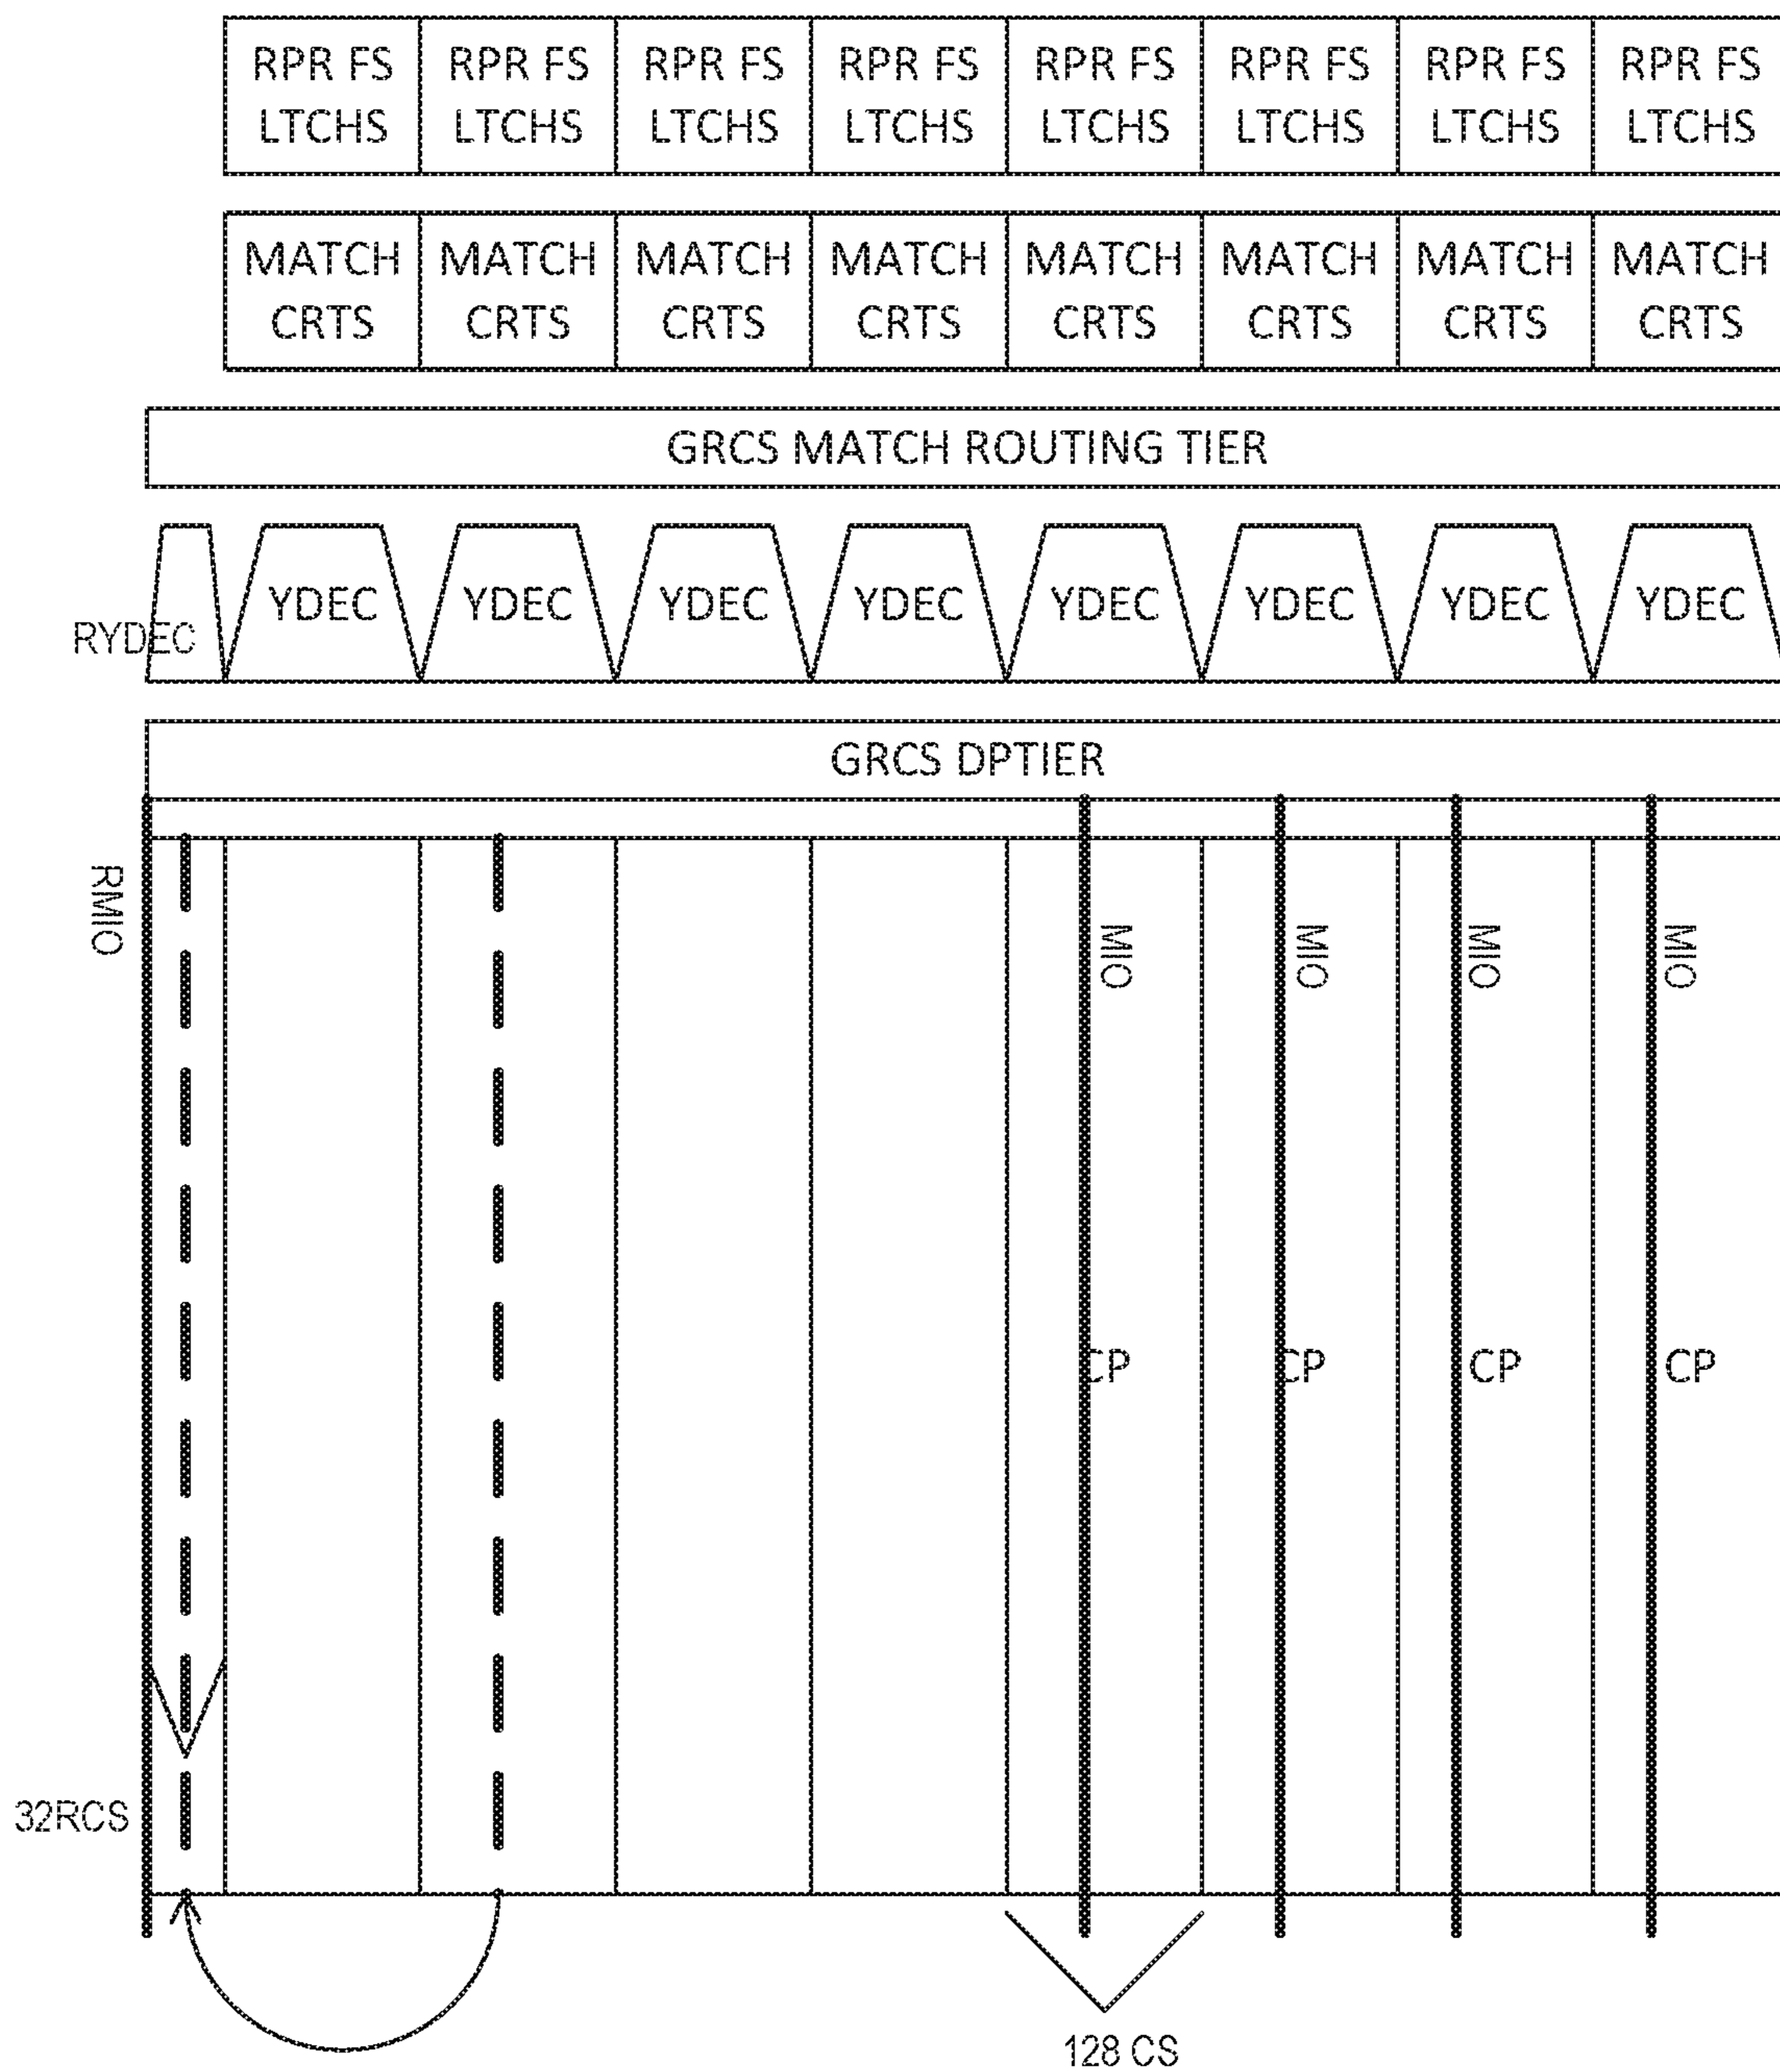 RPR FS RPR FS RPR FS RPR FS RPR FS RPR FS RPR FS RPR FS
LTCHS LTCHS LTCHS LTCHS LTCHS LTCHS LTCHS LTCHS
MATCH MATCH MATCH MATCH MATCH MATCH MATCH MATCH
CRTS CRTS CRTS CRTS CRTS CRTS CRTS CRTS
GRCS MATCH ROUTING TIER
YDEC YDEC YDEC YDEC YDEC YDEC YDEC YDEC
RYDEC
GRCS DPTIER
RMIO
MIO MIO MIO MIO
CP CP CP CP
32RCS
128 CS